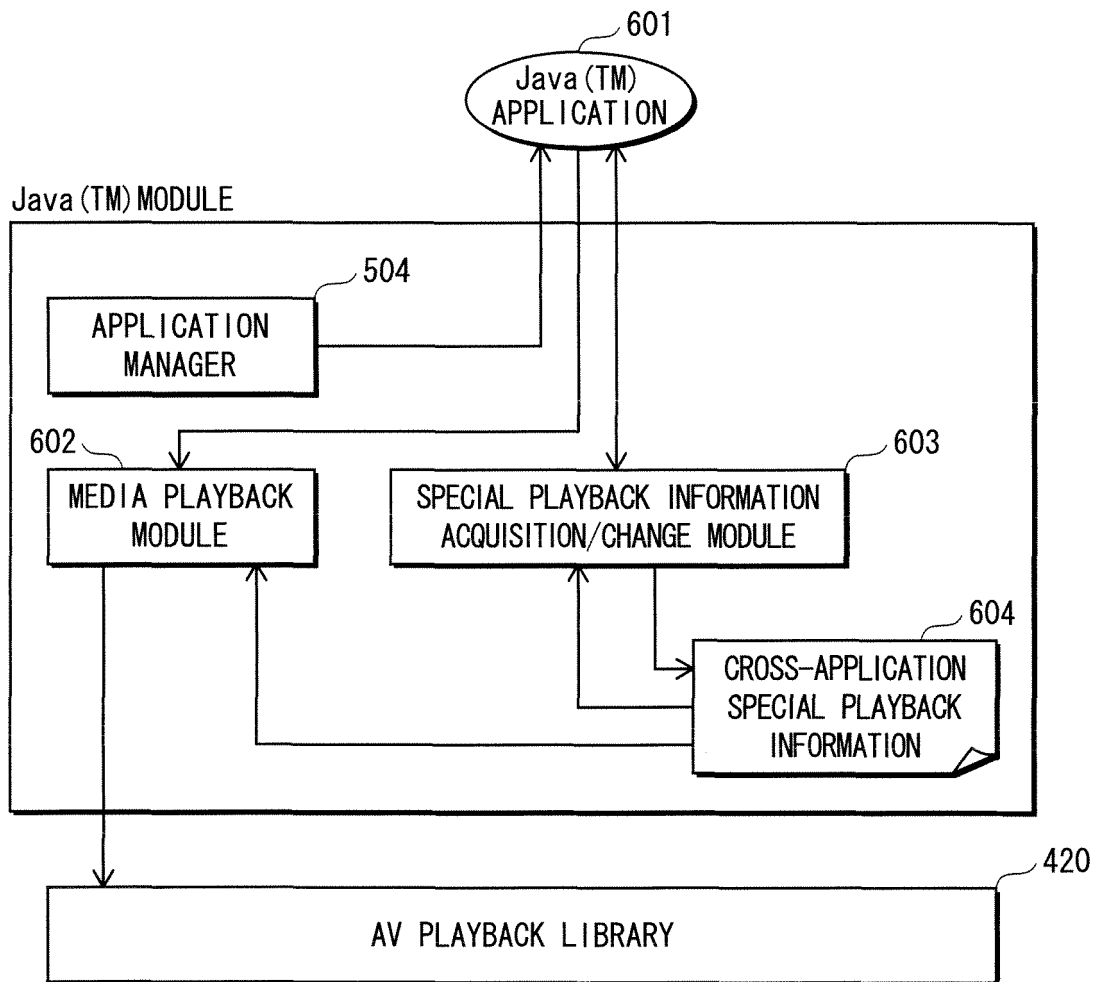 601
Java(TM)
APPLICATION
Java(TM)MODULE
504
APPLICATION
MANAGER
602
MEDIA PLAYBACK
MODULE
603
SPECIAL PLAYBACK INFORMATION
ACQUISITION/CHANGE MODULE
604
CROSS-APPLICATION
SPECIAL PLAYBACK
INFORMATION
420
AV PLAYBACK LIBRARY